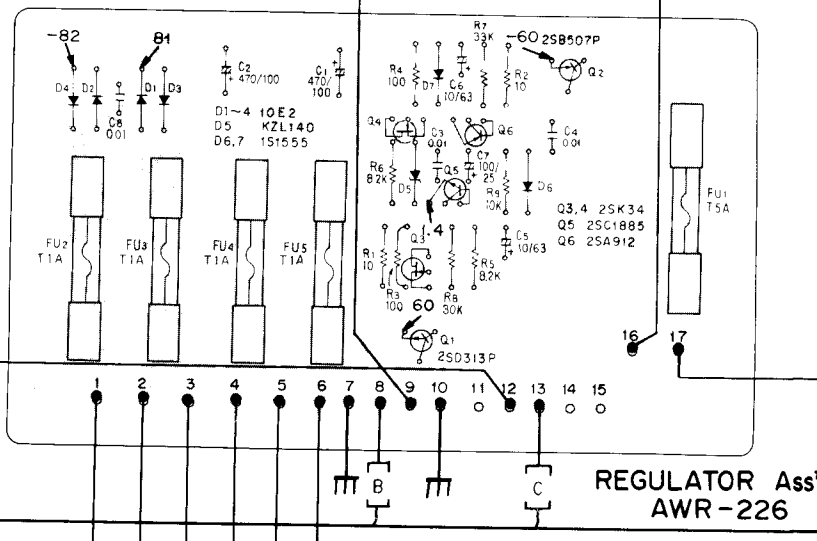 -82
81
D4
D2
D1
D3
C8
0.01
C2
470/100
C1
470/
100
D1~4 10E2
D5 KZL140
D6,7 1S1555
R7
33K
-60 2SB507P
Q2
R4
100
D7
C6
10/63
R2
10
Q4
C3
0.01
Q6
C4
0.01
R6
8.2K
D5
Q5
C7
100/
25
R9
10K
D6
1.4
Q3,4 2SK34
Q5 2SC1885
Q6 2SA912
FU1
T5A
FU2
T1A
FU3
T1A
FU4
T1A
FU5
T1A
R1
10
Q3
R3
100
60
R8
30K
R5
8.2K
C5
10/63
Q1
2SD313P
16
17
1 2 3 4 5 6 7 8 9 10 11 12 13 14 15
B
C
REGULATOR Ass'
AWR-226